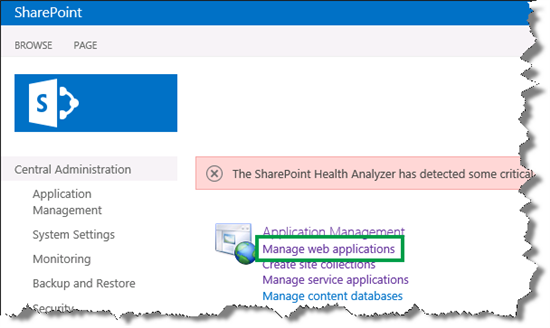 SharePoint
BROWSE PAGE
S
Central Administration
Application
Management
System Settings
Monitoring
Backup and Restore
Security
The SharePoint Health Analyzer has detected some critical
Application Management
Manage web applications
Create site collections
Manage service applications
Manage content databases